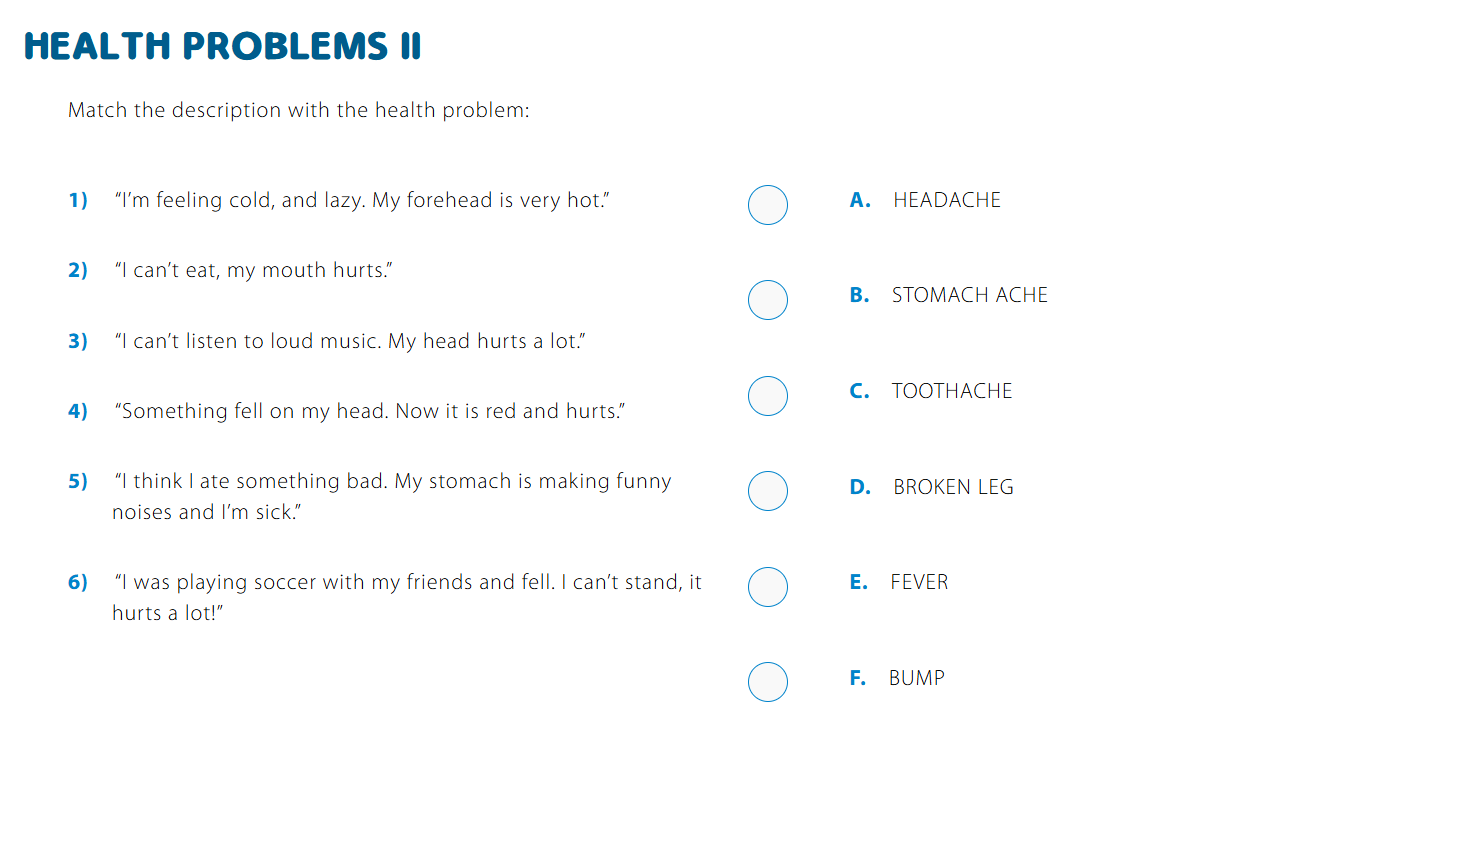 HEALTH PROBLEMS II
Match the description with the health problem:
1) “I’m feeling cold, and lazy. My forehead is very hot.”
2) “I can’t eat, my mouth hurts.”
3) “I can’t listen to loud music. My head hurts a lot.”
4) “Something fell on my head. Now it is red and hurts.”
5) “I think I ate something bad. My stomach is making funny
noises and I’m sick.”
6) “I was playing soccer with my friends and fell. I can’t stand, it
hurts a lot!”
A. HEADACHE
B. STOMACH ACHE
C. TOOTHACHE
D. BROKEN LEG
E. FEVER
F. BUMP